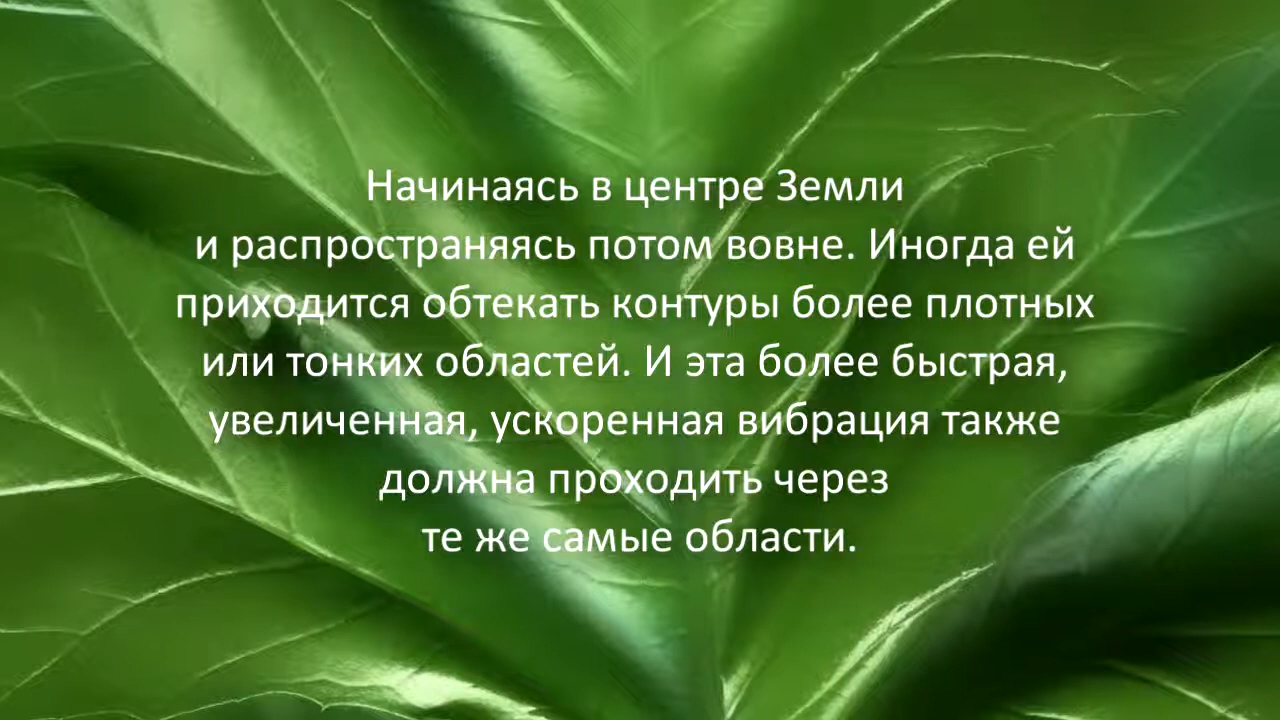 Начинаясь в центре Земли
и распространяясь потом вовне. Иногда ей
приходится обтекать контуры более плотных
или тонких областей. И эта более быстрая,
увеличенная, ускоренная вибрация также
должна проходить через
те же самые области.